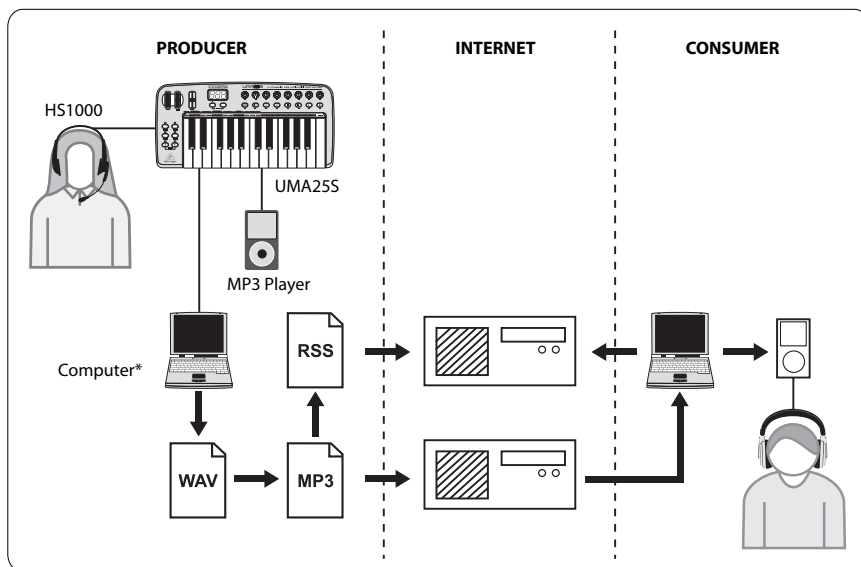 PRODUCER
INTERNET
CONSUMER
HS1000
UMA25S
MP3 Player
Computer*
RSS
WAV
MP3